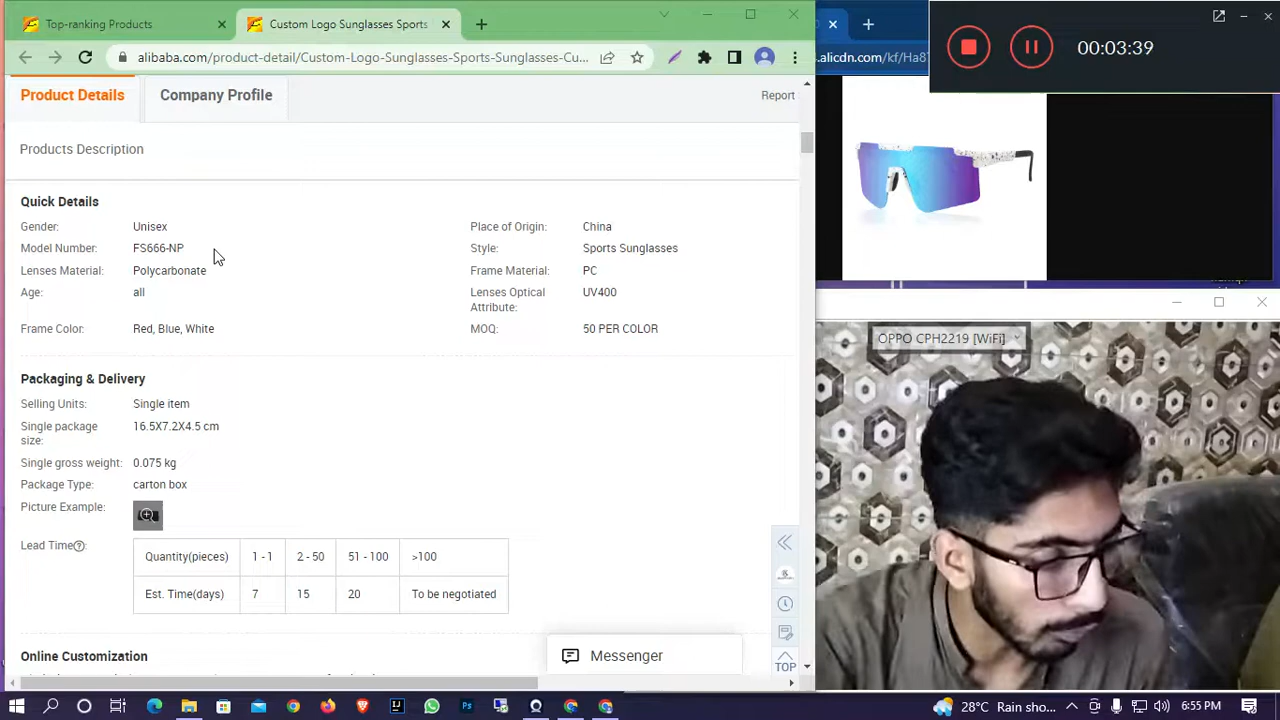 Top-ranking Products
Custom Logo Sunglasses Sports
alibaba.com/product-detail/Custom-Logo-Sunglasses-Sports-Sunglasses-Cu...
.alicdn.com/kf/Ha8
00:03:39
Product Details
Company Profile
Report
Products Description
Quick Details
Gender: Unisex Place of Origin: China
Model Number: FS666-NP Style: Sports Sunglasses
Lenses Material: Polycarbonate Frame Material: PC
Age: all Lenses Optical Attribute: UV400
Frame Color: Red, Blue, White MOQ: 50 PER COLOR
Packaging & Delivery
Selling Units: Single item
Single package size: 16.5X7.2X4.5 cm
Single gross weight: 0.075 kg
Package Type: carton box
Picture Example:
Lead Time
Quantity(pieces) 1 - 1 2 - 50 51 - 100 >100
Est. Time(days) 7 15 20 To be negotiated
Online Customization
Messenger
TOP
OPPO CPH2219 [WiFi]
28°C Rain sho... 6:55 PM